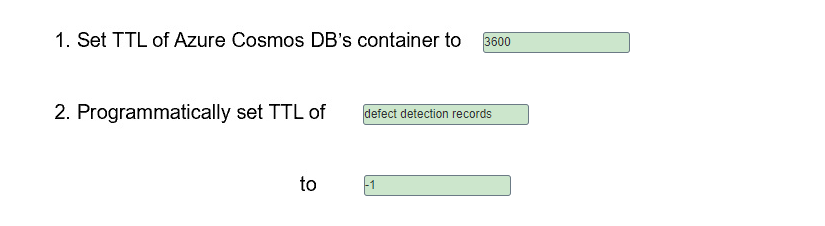 1. Set TTL of Azure Cosmos DB’s container to 3600
2. Programmatically set TTL of defect detection records
to -1